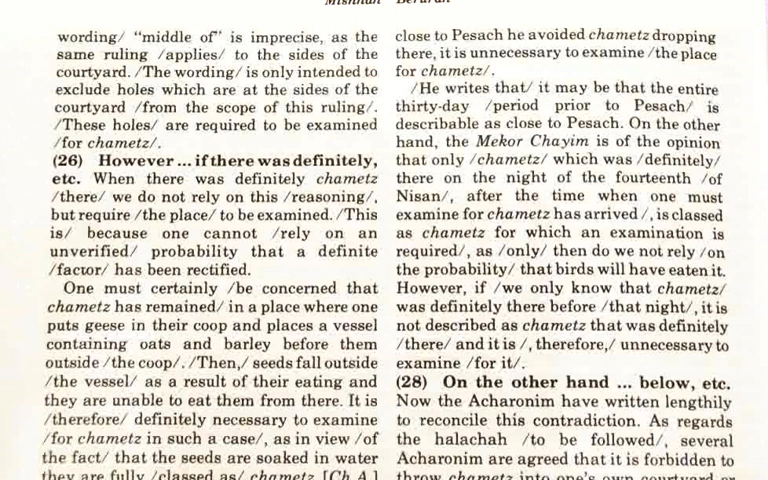 Mishnah Berurah
wording/ “middle of” is imprecise, as the
same ruling /applies/ to the sides of the
courtyard. /The wording/ is only intended to
exclude holes which are at the sides of the
courtyard /from the scope of this ruling/.
/These holes/ are required to be examined
/for chametz/.
(26) However ... if there was definitely,
etc. When there was definitely chametz
/there/ we do not rely on this /reasoning/,
but require /the place/ to be examined. /This
is/ because one cannot /rely on an
unverified/ probability that a definite
/factor/ has been rectified.
One must certainly /be concerned that
chametz has remained/ in a place where one
puts geese in their coop and places a vessel
containing oats and barley before them
outside /the coop/. /Then,/ seeds fall outside
/the vessel/ as a result of their eating and
they are unable to eat them from there. It is
/therefore/ definitely necessary to examine
/for chametz in such a case/, as in view /of
the fact/ that the seeds are soaked in water
they are fully /classed as/ chametz [Ch.A.]
close to Pesach he avoided chametz dropping
there, it is unnecessary to examine /the place
for chametz/.
/He writes that/ it may be that the entire
thirty-day /period prior to Pesach/ is
describable as close to Pesach. On the other
hand, the Mekor Chayim is of the opinion
that only /chametz/ which was /definitely/
there on the night of the fourteenth /of
Nisan/, after the time when one must
examine for chametz has arrived /, is classed
as chametz for which an examination is
required/, as /only/ then do we not rely /on
the probability/ that birds will have eaten it.
However, if /we only know that chametz/
was definitely there before /that night/, it is
not described as chametz that was definitely
/there/ and it is /, therefore,/ unnecessary to
examine /for it/.
(28) On the other hand ... below, etc.
Now the Acharonim have written lengthily
to reconcile this contradiction. As regards
the halachah /to be followed/, several
Acharonim are agreed that it is forbidden to
throw chametz into one's own courtyard or